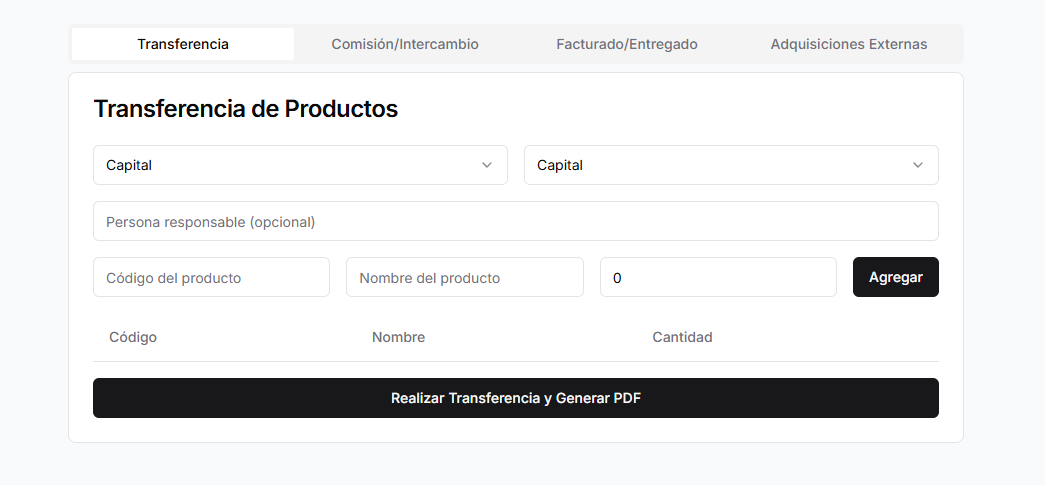 Transferencia Comisión/Intercambio Facturado/Entregado Adquisiciones Externas
Transferencia de Productos
Capital Capital
Persona responsable (opcional)
Código del producto Nombre del producto 0 Agregar
Código Nombre Cantidad
Realizar Transferencia y Generar PDF